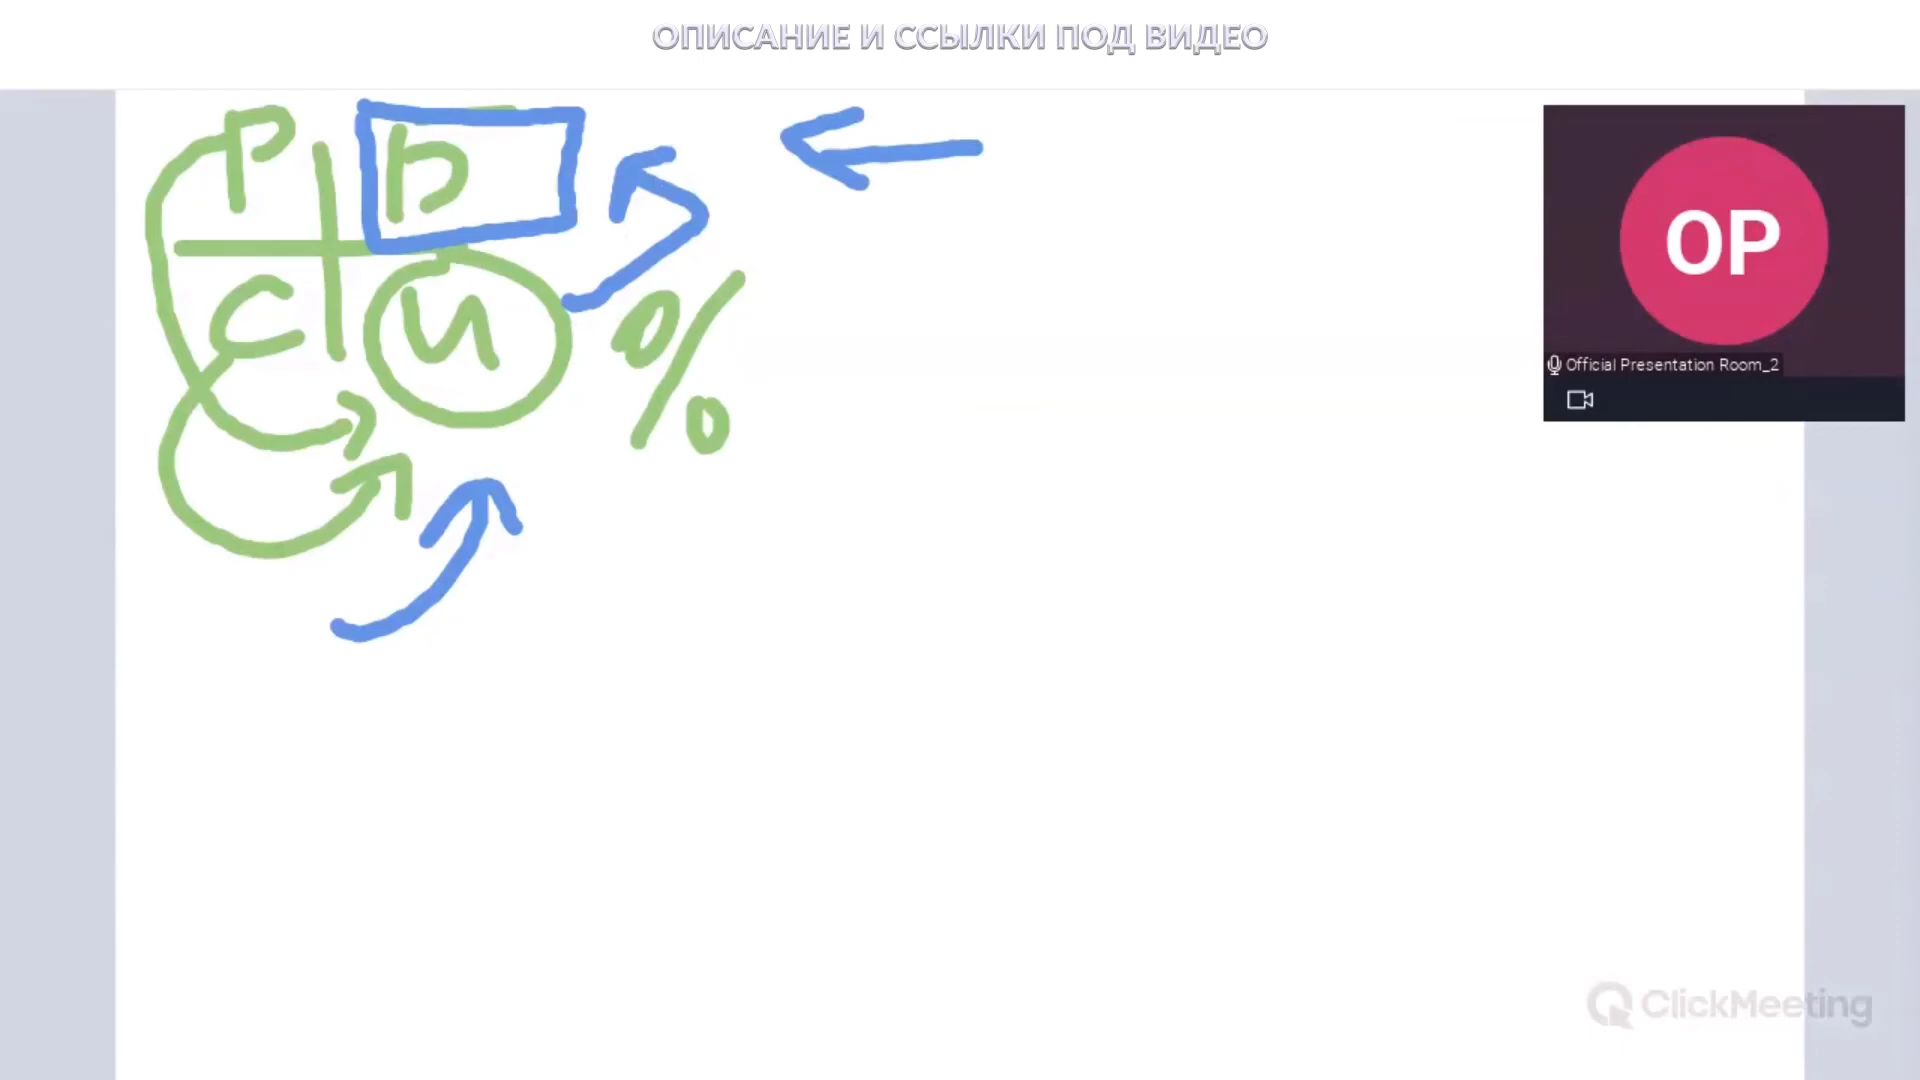 ОПИСАНИЕ И ССЫЛКИ ПОД ВИДЕО
Р Б
С И %
OP
Official Presentation Room_2
ClickMeeting